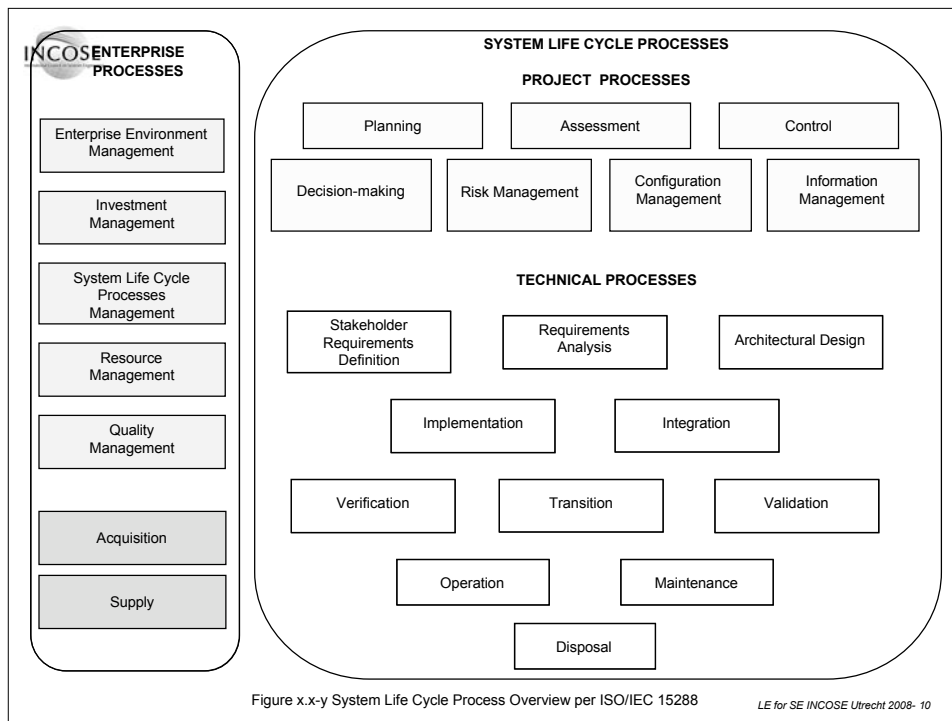 INCOSE
ENTERPRISE
PROCESSES
Enterprise Environment
Management
Investment
Management
System Life Cycle
Processes
Management
Resource
Management
Quality
Management
Acquisition
Supply
SYSTEM LIFE CYCLE PROCESSES
PROJECT PROCESSES
Planning
Assessment
Control
Decision-making
Risk Management
Configuration
Management
Information
Management
TECHNICAL PROCESSES
Stakeholder
Requirements
Definition
Requirements
Analysis
Architectural Design
Implementation
Integration
Verification
Transition
Validation
Operation
Maintenance
Disposal
Figure x.x-y System Life Cycle Process Overview per ISO/IEC 15288
LE for SE INCOSE Utrecht 2008- 10